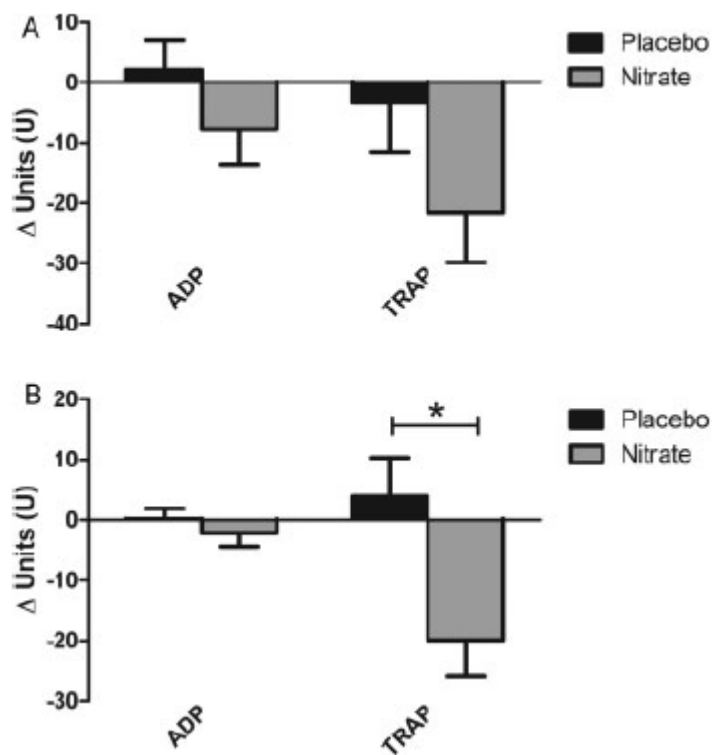 A
Placebo
Nitrate
Δ Units (U)
10
0
-10
-20
-30
-40
ADP
TRAP
B
Placebo
Nitrate
*
Δ Units (U)
20
10
0
-10
-20
-30
ADP
TRAP